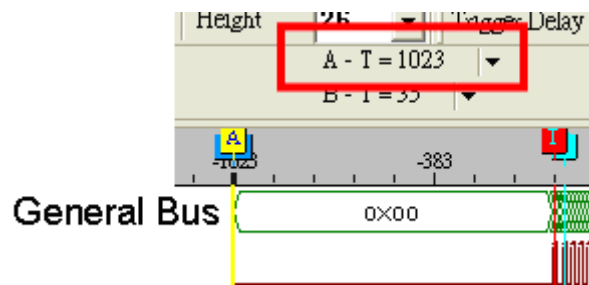 Height 26 Trigger Delay
A - T = 1023
B - T = 35
A T
-1023 -383
General Bus 0X00